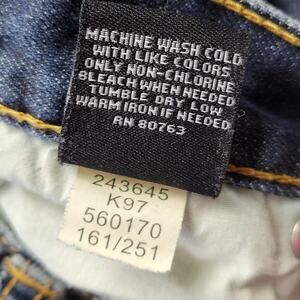 MACHINE WASH COLD
WITH LIKE COLORS
ONLY NON-CHLORINE
BLEACH WHEN NEEDED
TUMBLE DRY LOW
WARM IRON IF NEEDED
RN 80763
243645
K97
560170
161/251